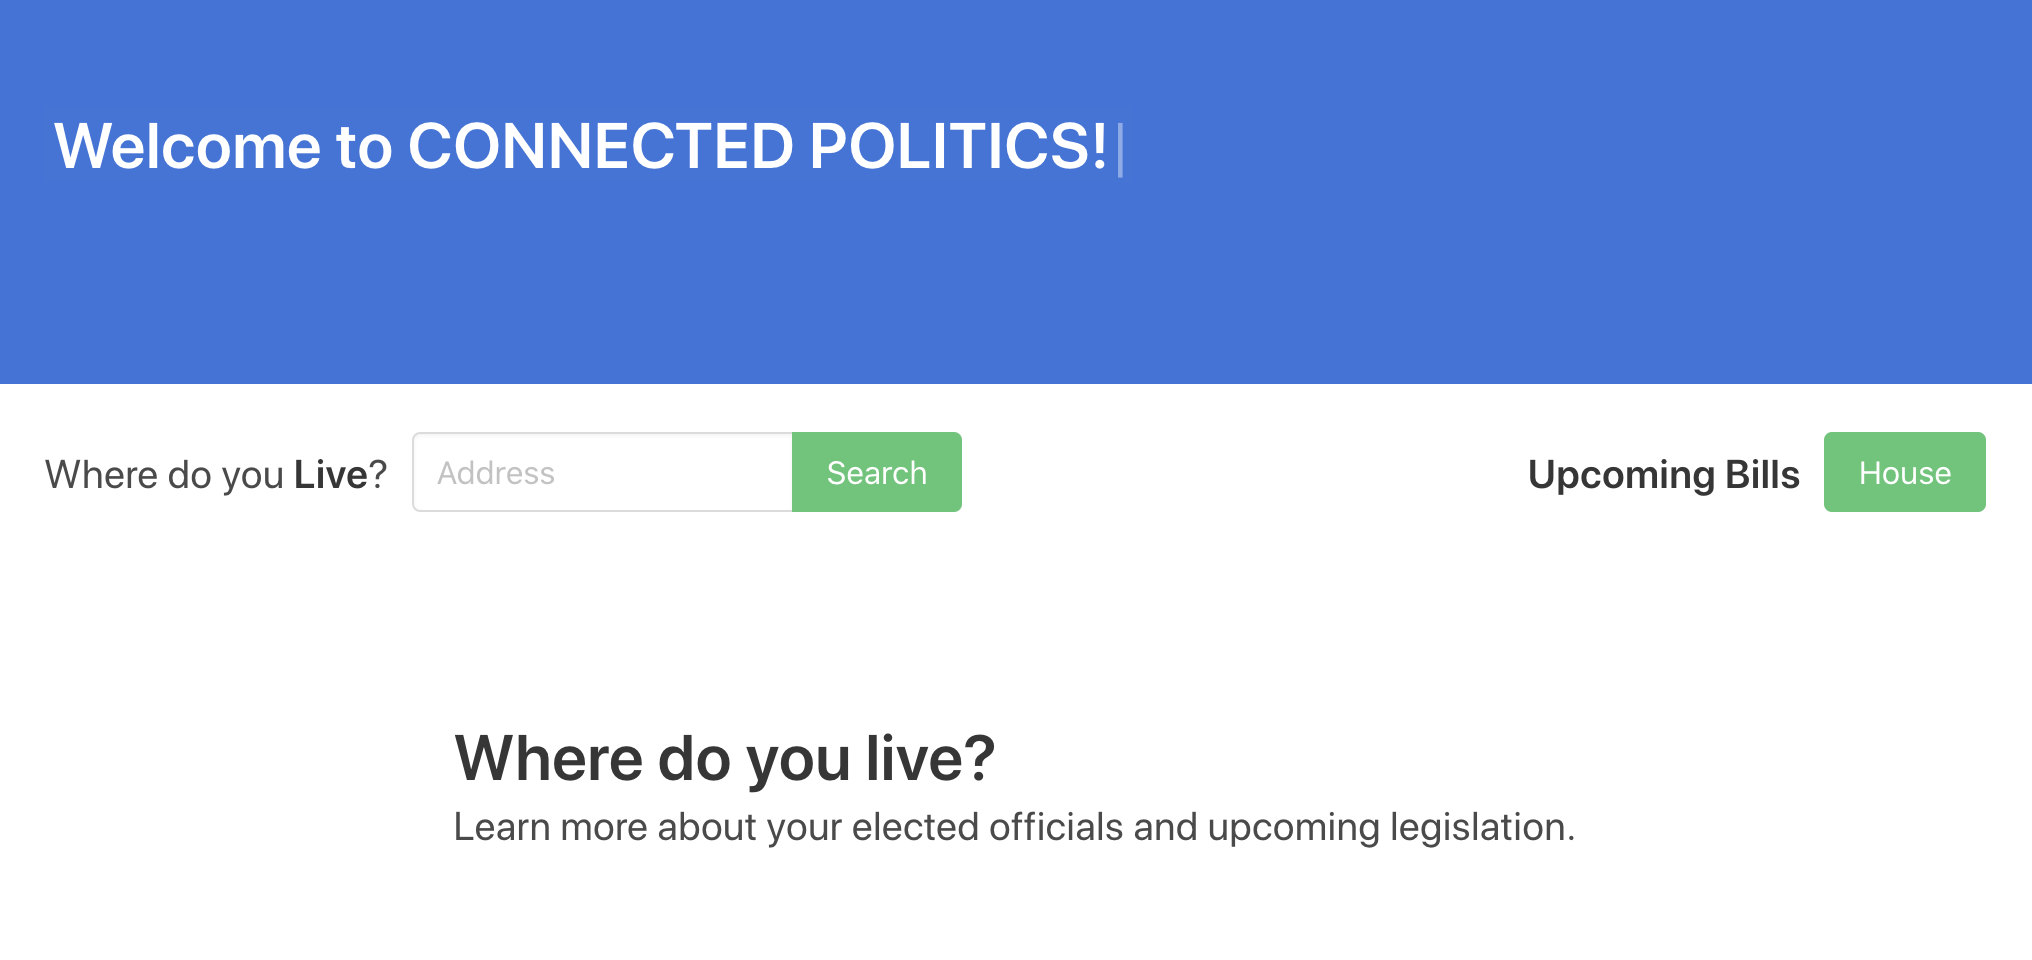 Welcome to CONNECTED POLITICS!
Where do you Live? Address Search Upcoming Bills House
Where do you live?
Learn more about your elected officials and upcoming legislation.